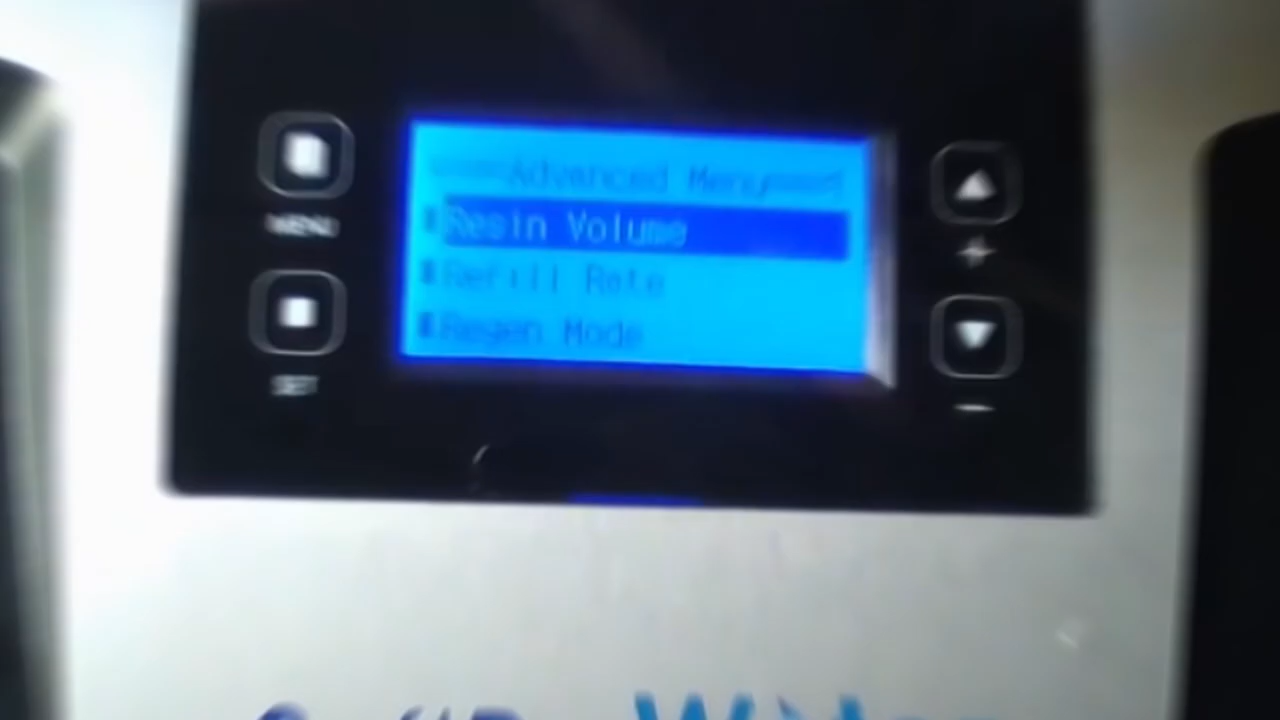 Advanced Menu
Resin Volume
Refill Rate
Regen Mode
MENU
SET
+
-